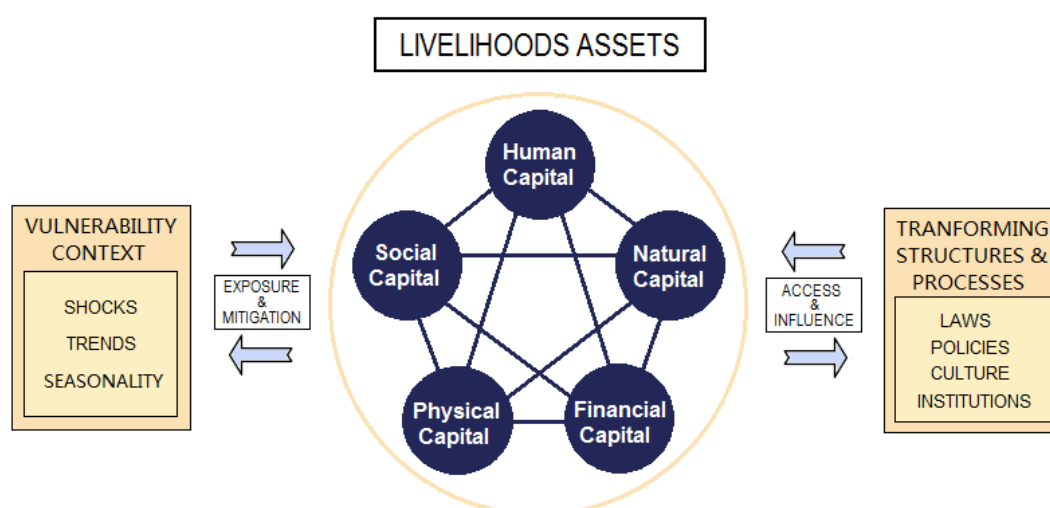 LIVELIHOODS ASSETS
VULNERABILITY
CONTEXT
SHOCKS
TRENDS
SEASONALITY
EXPOSURE
&
MITIGATION
Human
Capital
Social
Capital
Natural
Capital
Physical
Capital
Financial
Capital
ACCESS
&
INFLUENCE
TRANFORMING
STRUCTURES &
PROCESSES
LAWS
POLICIES
CULTURE
INSTITUTIONS